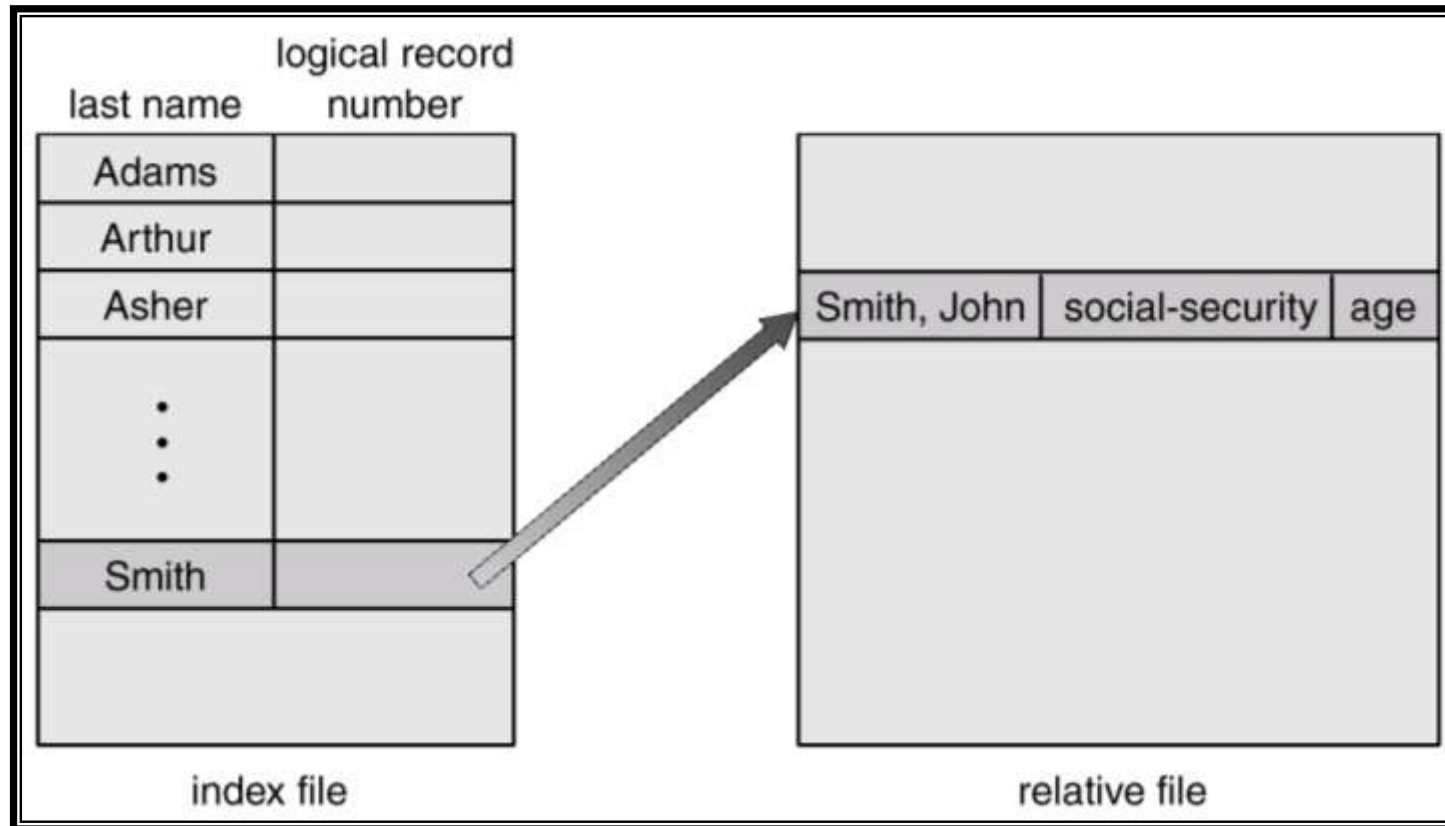 logical record
last name number
Adams
Arthur
Asher
Smith
Smith, John social-security age
index file relative file